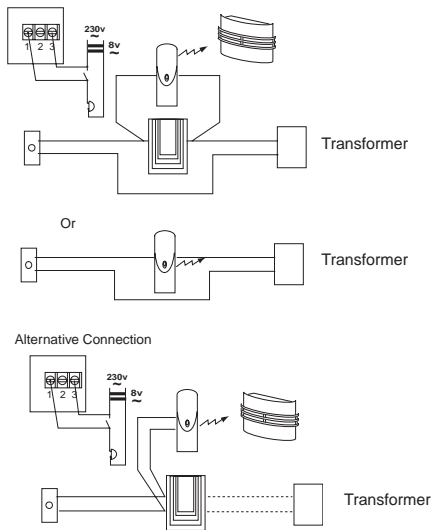 230v
~
8v
~
1 2 3
Transformer
Or
Transformer
Alternative Connection
230v
~
8v
~
1 2 3
Transformer